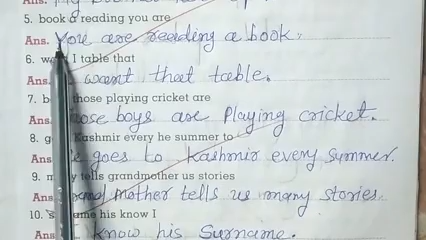 5. book a reading you are
Ans. You are reading a book.
6. I table that
Ans. want that table.
7. those playing cricket are
Ans. boys are playing cricket.
8. Kashmir every he summer to
Ans. goes to Kashmir every summer.
9. tells grandmother us stories
Ans. mother tells us many stories.
10. his know I
Ans. know his Surname.